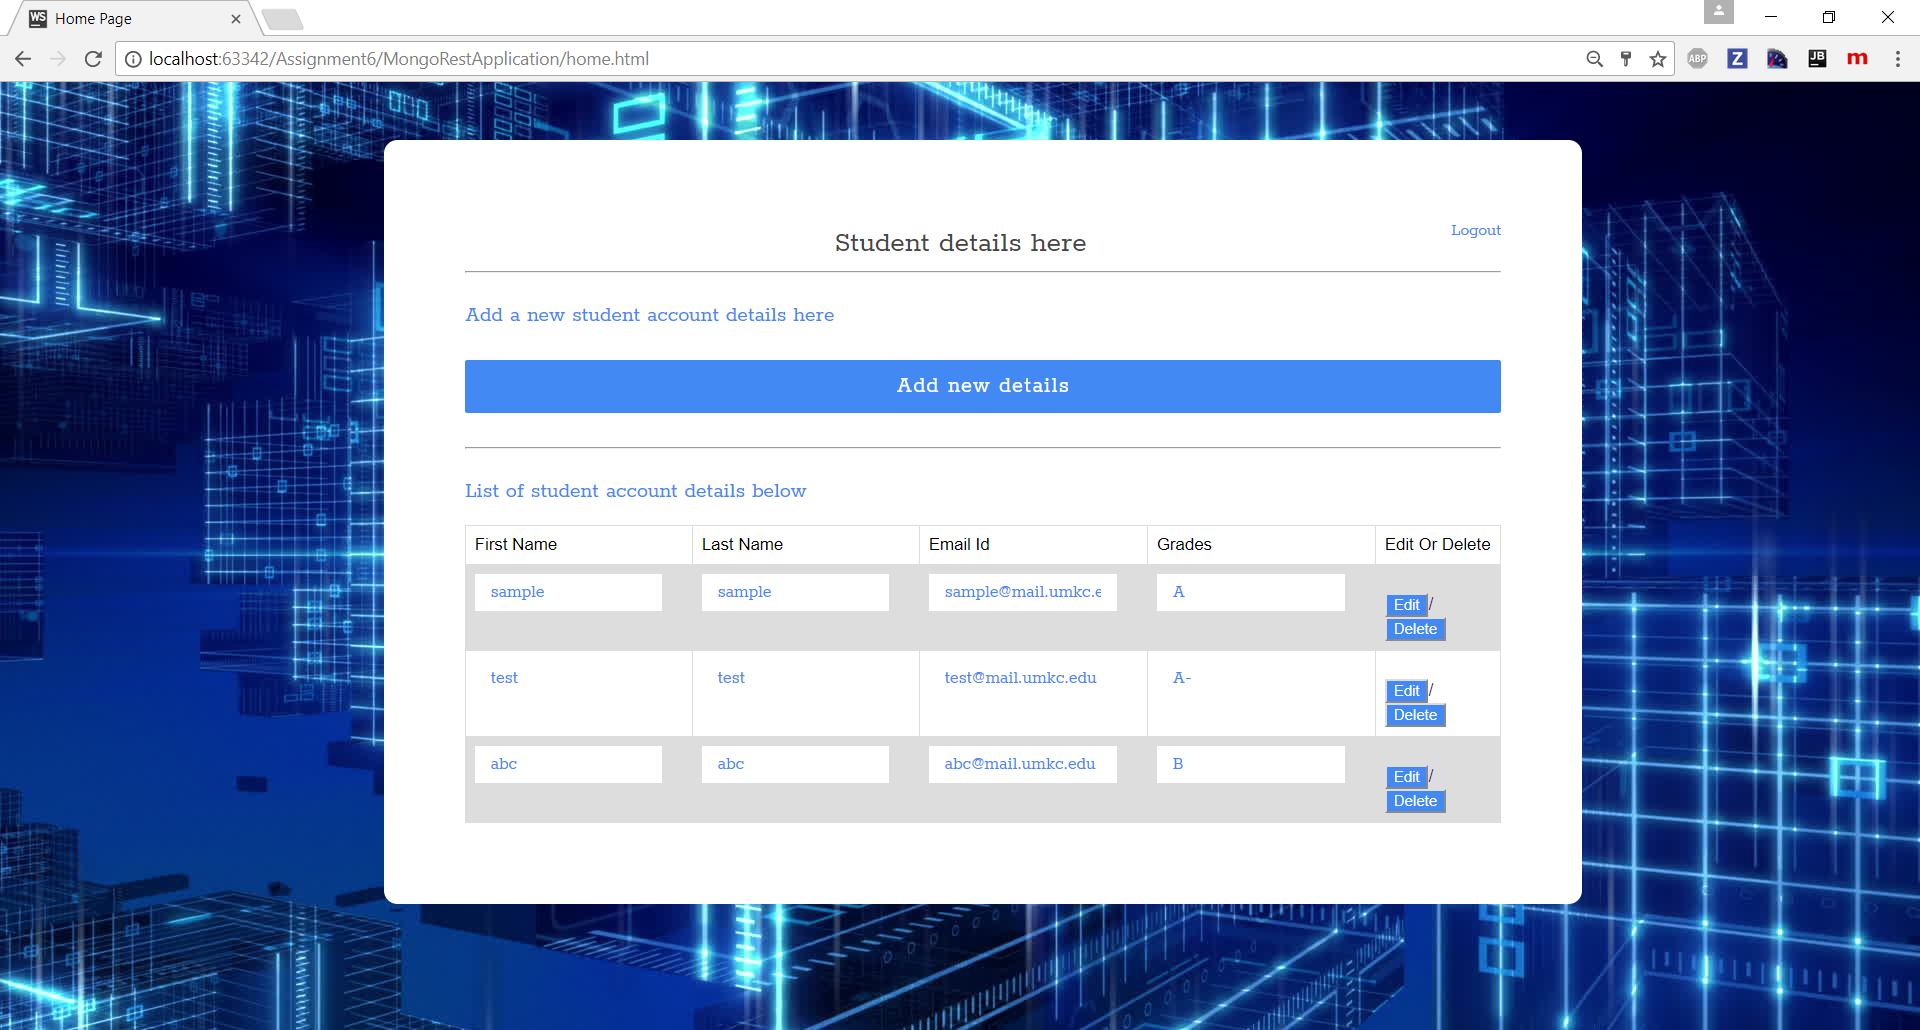 WS Home Page
localhost:63342/Assignment6/MongoRestApplication/home.html
ABP Z JB m
Logout
Student details here
Add a new student account details here
Add new details
List of student account details below
First Name Last Name Email Id Grades Edit Or Delete
sample sample sample@mail.umkc.e A
Edit /
Delete
test test test@mail.umkc.edu A-
Edit /
Delete
abc abc abc@mail.umkc.edu B
Edit /
Delete